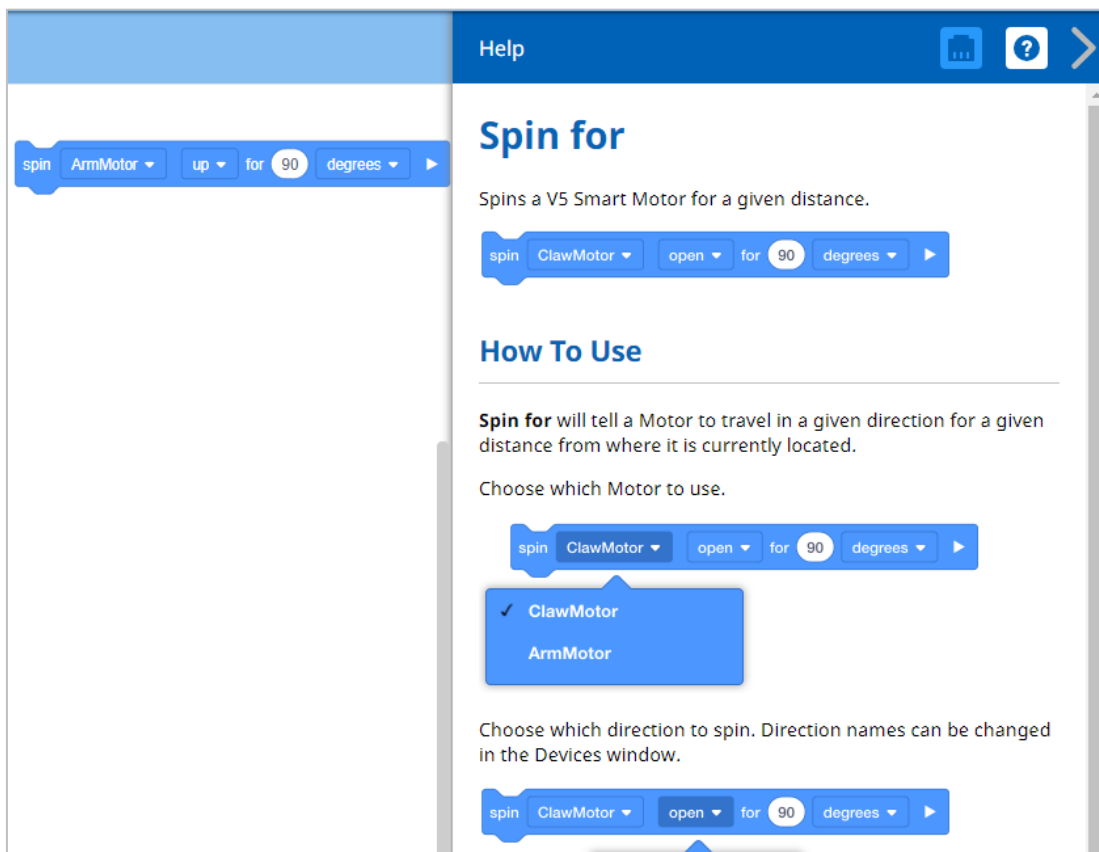 Help
spin ArmMotor up for 90 degrees
Spin for
Spins a V5 Smart Motor for a given distance.
spin ClawMotor open for 90 degrees
How To Use
Spin for will tell a Motor to travel in a given direction for a given
distance from where it is currently located.
Choose which Motor to use.
spin ClawMotor open for 90 degrees
✓ ClawMotor
ArmMotor
Choose which direction to spin. Direction names can be changed
in the Devices window.
spin ClawMotor open for 90 degrees